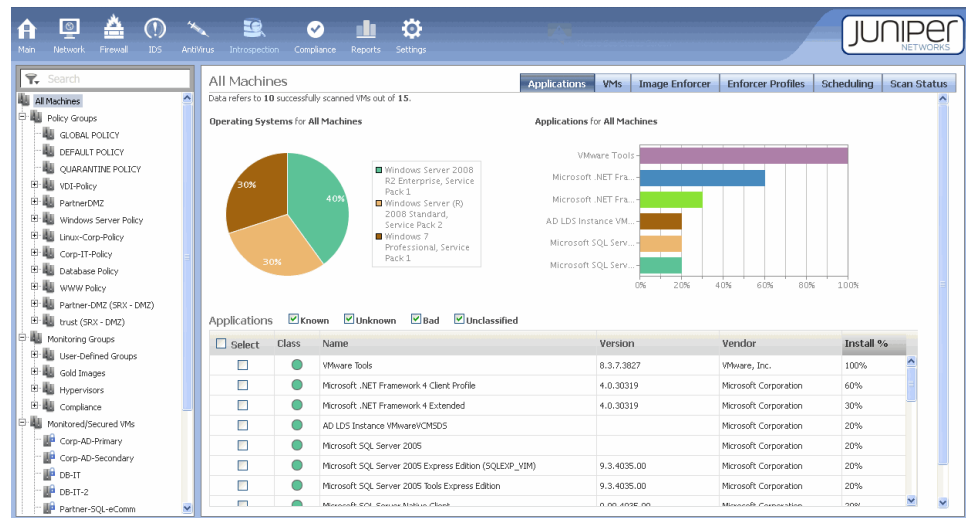 Main Network Firewall IDS AntiVirus Introspection Compliance Reports Settings
JUNIPER
NETWORKS
Search
All Machines
Policy Groups
GLOBAL POLICY
DEFAULT POLICY
QUARANTINE POLICY
VDI-Policy
PartnerDMZ
Windows Server Policy
Linux-Corp-Policy
Corp-IT-Policy
Database Policy
WWW Policy
Partner-DMZ (SRX - DMZ)
trust (SRX - DMZ)
Monitoring Groups
User-Defined Groups
Gold Images
Hypervisors
Compliance
Monitored/Secured VMs
Corp-AD-Primary
Corp-AD-Secondary
DB-IT
DB-IT-2
Partner-SQL-eComm
All Machines
Applications VMs Image Enforcer Enforcer Profiles Scheduling Scan Status
Data refers to 10 successfully scanned VMs out of 15.
Operating Systems for All Machines
30%
40%
30%
Windows Server 2008
R2 Enterprise, Service
Pack 1
Windows Server (R)
2008 Standard,
Service Pack 2
Windows 7
Professional, Service
Pack 1
Applications for All Machines
VMware Tools
Microsoft .NET Fra...
Microsoft .NET Fra...
AD LDS Instance VM...
Microsoft SQL Serv...
Microsoft SQL Serv...
0% 20% 40% 60% 80% 100%
Applications Known Unknown Bad Unclassified
Select Class Name Version Vendor Install %
VMware Tools 8.3.7.3827 VMware, Inc. 100%
Microsoft .NET Framework 4 Client Profile 4.0.30319 Microsoft Corporation 60%
Microsoft .NET Framework 4 Extended 4.0.30319 Microsoft Corporation 30%
AD LDS Instance VMwareVCMSDS Microsoft Corporation 20%
Microsoft SQL Server 2005 Microsoft Corporation 20%
Microsoft SQL Server 2005 Express Edition (SQLEXP_VIM) 9.3.4035.00 Microsoft Corporation 20%
Microsoft SQL Server 2005 Tools Express Edition 9.3.4035.00 Microsoft Corporation 20%
Microsoft SQL Server Native Client Microsoft Corporation 20%